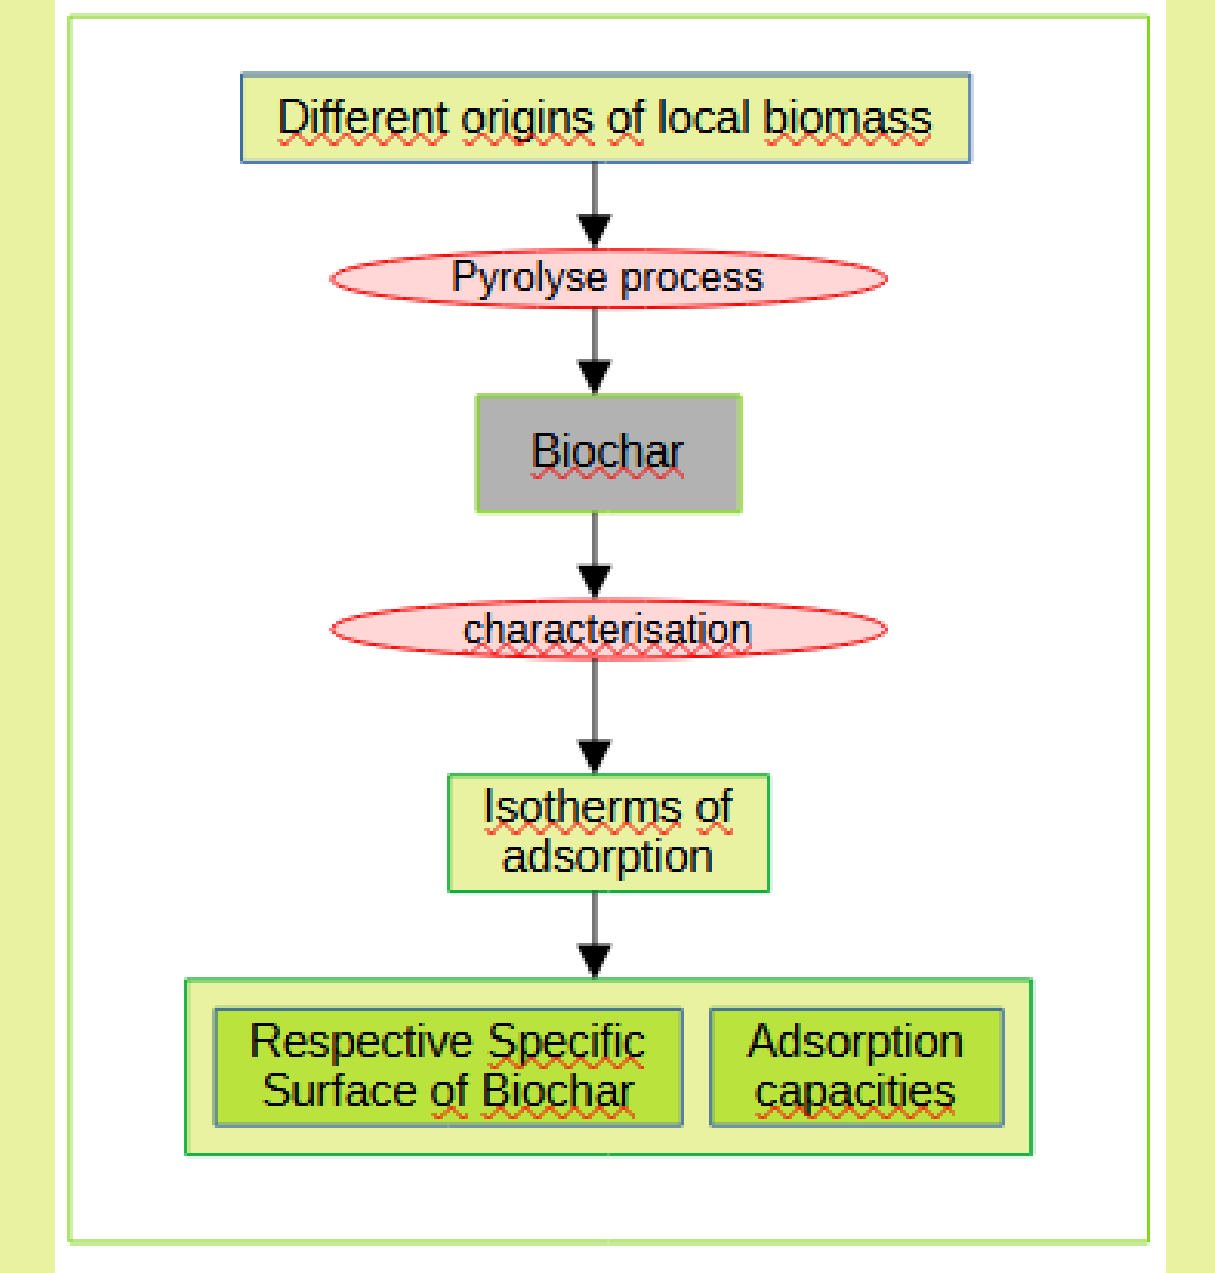 Different origins of local biomass
Pyrolyse process
Biochar
characterisation
Isotherms of
adsorption
Respective Specific
Surface of Biochar
Adsorption
capacities